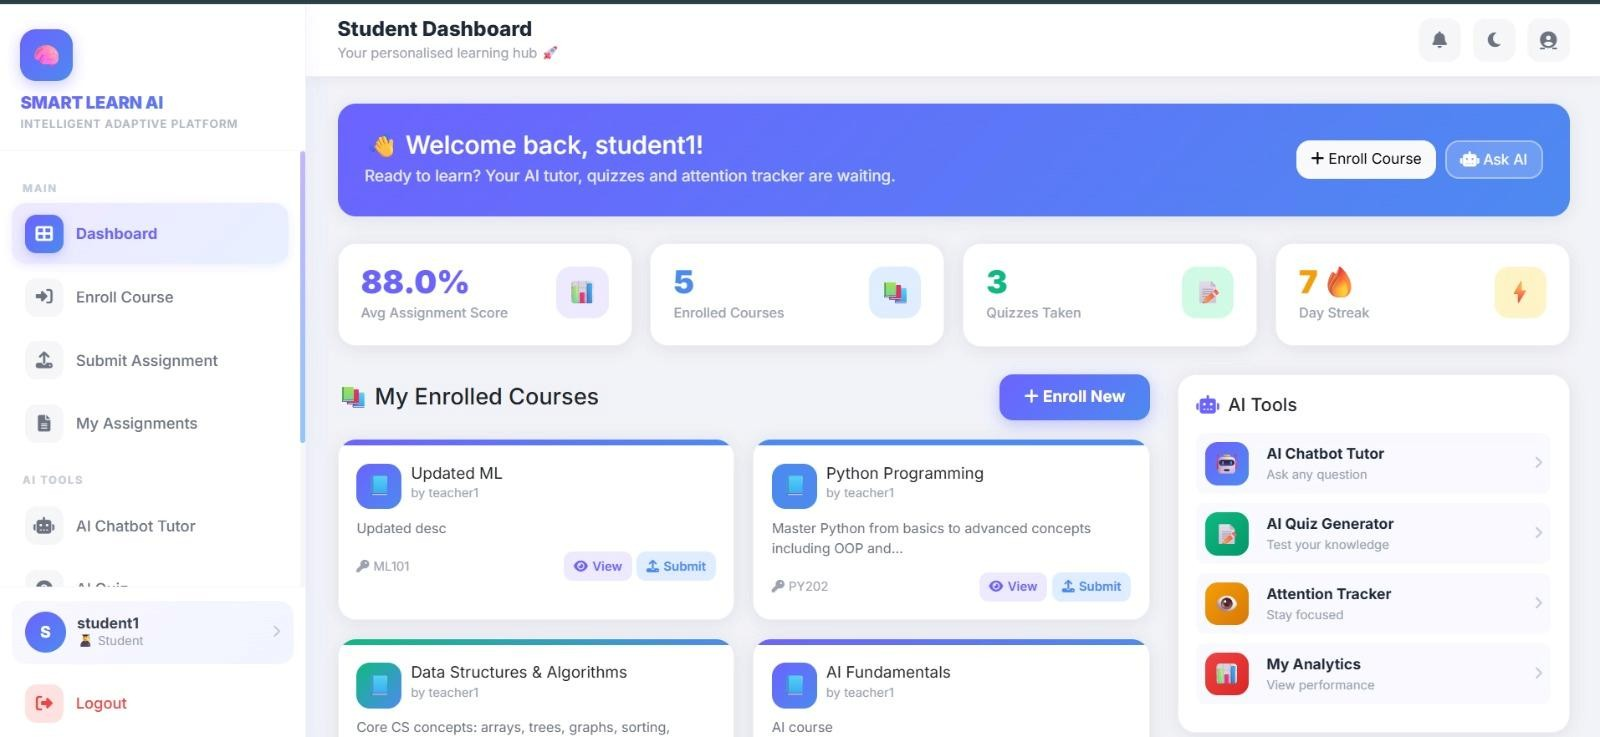 SMART LEARN AI
INTELLIGENT ADAPTIVE PLATFORM
MAIN
Dashboard
Enroll Course
Submit Assignment
My Assignments
AI TOOLS
AI Chatbot Tutor
AI Quiz
S
student1
Student
Logout
Student Dashboard
Your personalised learning hub 🚀
👋 Welcome back, student1!
Ready to learn? Your AI tutor, quizzes and attention tracker are waiting.
+ Enroll Course
Ask AI
88.0%
Avg Assignment Score
5
Enrolled Courses
3
Quizzes Taken
7🔥
Day Streak
My Enrolled Courses
+ Enroll New
Updated ML
by teacher1
Updated desc
ML101
View
Submit
Python Programming
by teacher1
Master Python from basics to advanced concepts
including OOP and...
PY202
View
Submit
Data Structures & Algorithms
by teacher1
Core CS concepts: arrays, trees, graphs, sorting,
AI Fundamentals
by teacher1
AI course
AI Tools
AI Chatbot Tutor
Ask any question
AI Quiz Generator
Test your knowledge
Attention Tracker
Stay focused
My Analytics
View performance